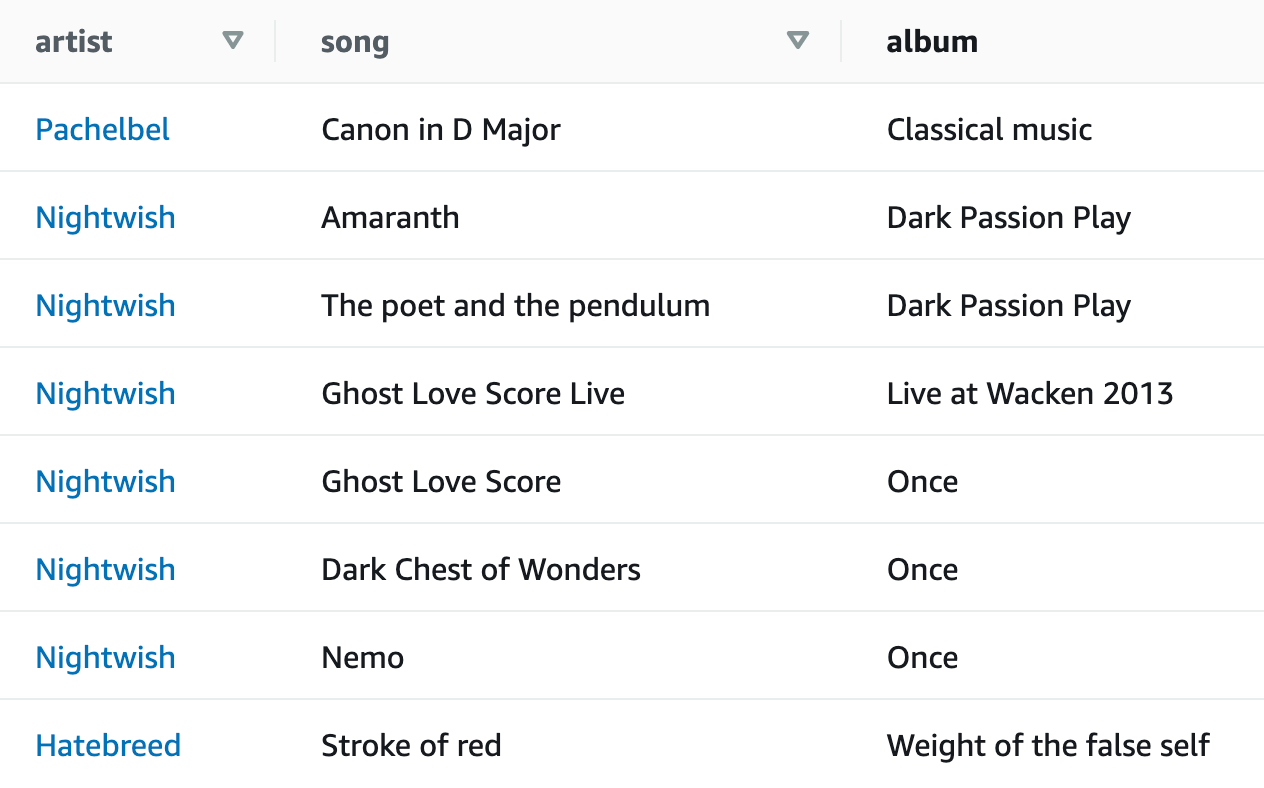 artist song album
Pachelbel Canon in D Major Classical music
Nightwish Amaranth Dark Passion Play
Nightwish The poet and the pendulum Dark Passion Play
Nightwish Ghost Love Score Live Live at Wacken 2013
Nightwish Ghost Love Score Once
Nightwish Dark Chest of Wonders Once
Nightwish Nemo Once
Hatebreed Stroke of red Weight of the false self